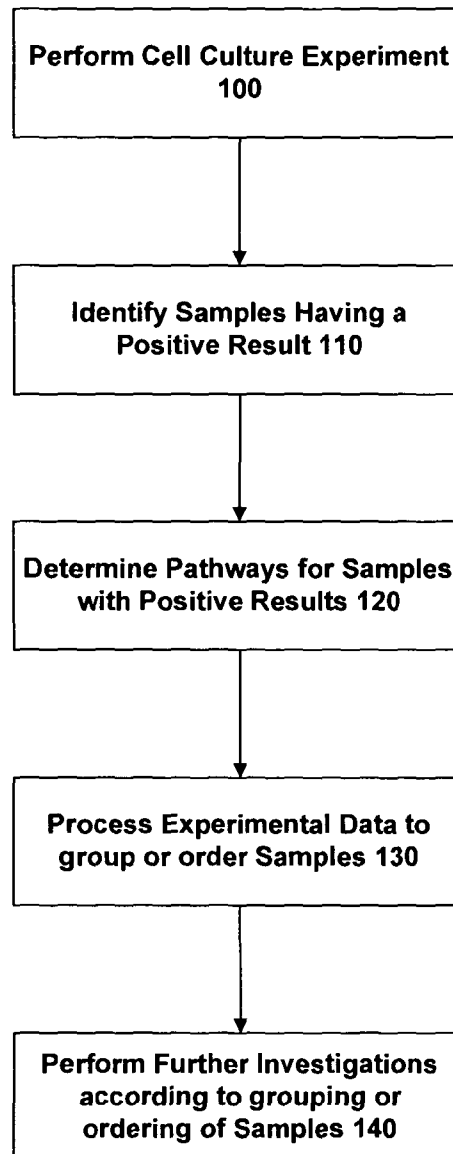 Perform Cell Culture Experiment
100
Identify Samples Having a
Positive Result 110
Determine Pathways for Samples
with Positive Results 120
Process Experimental Data to
group or order Samples 130
Perform Further Investigations
according to grouping or
ordering of Samples 140